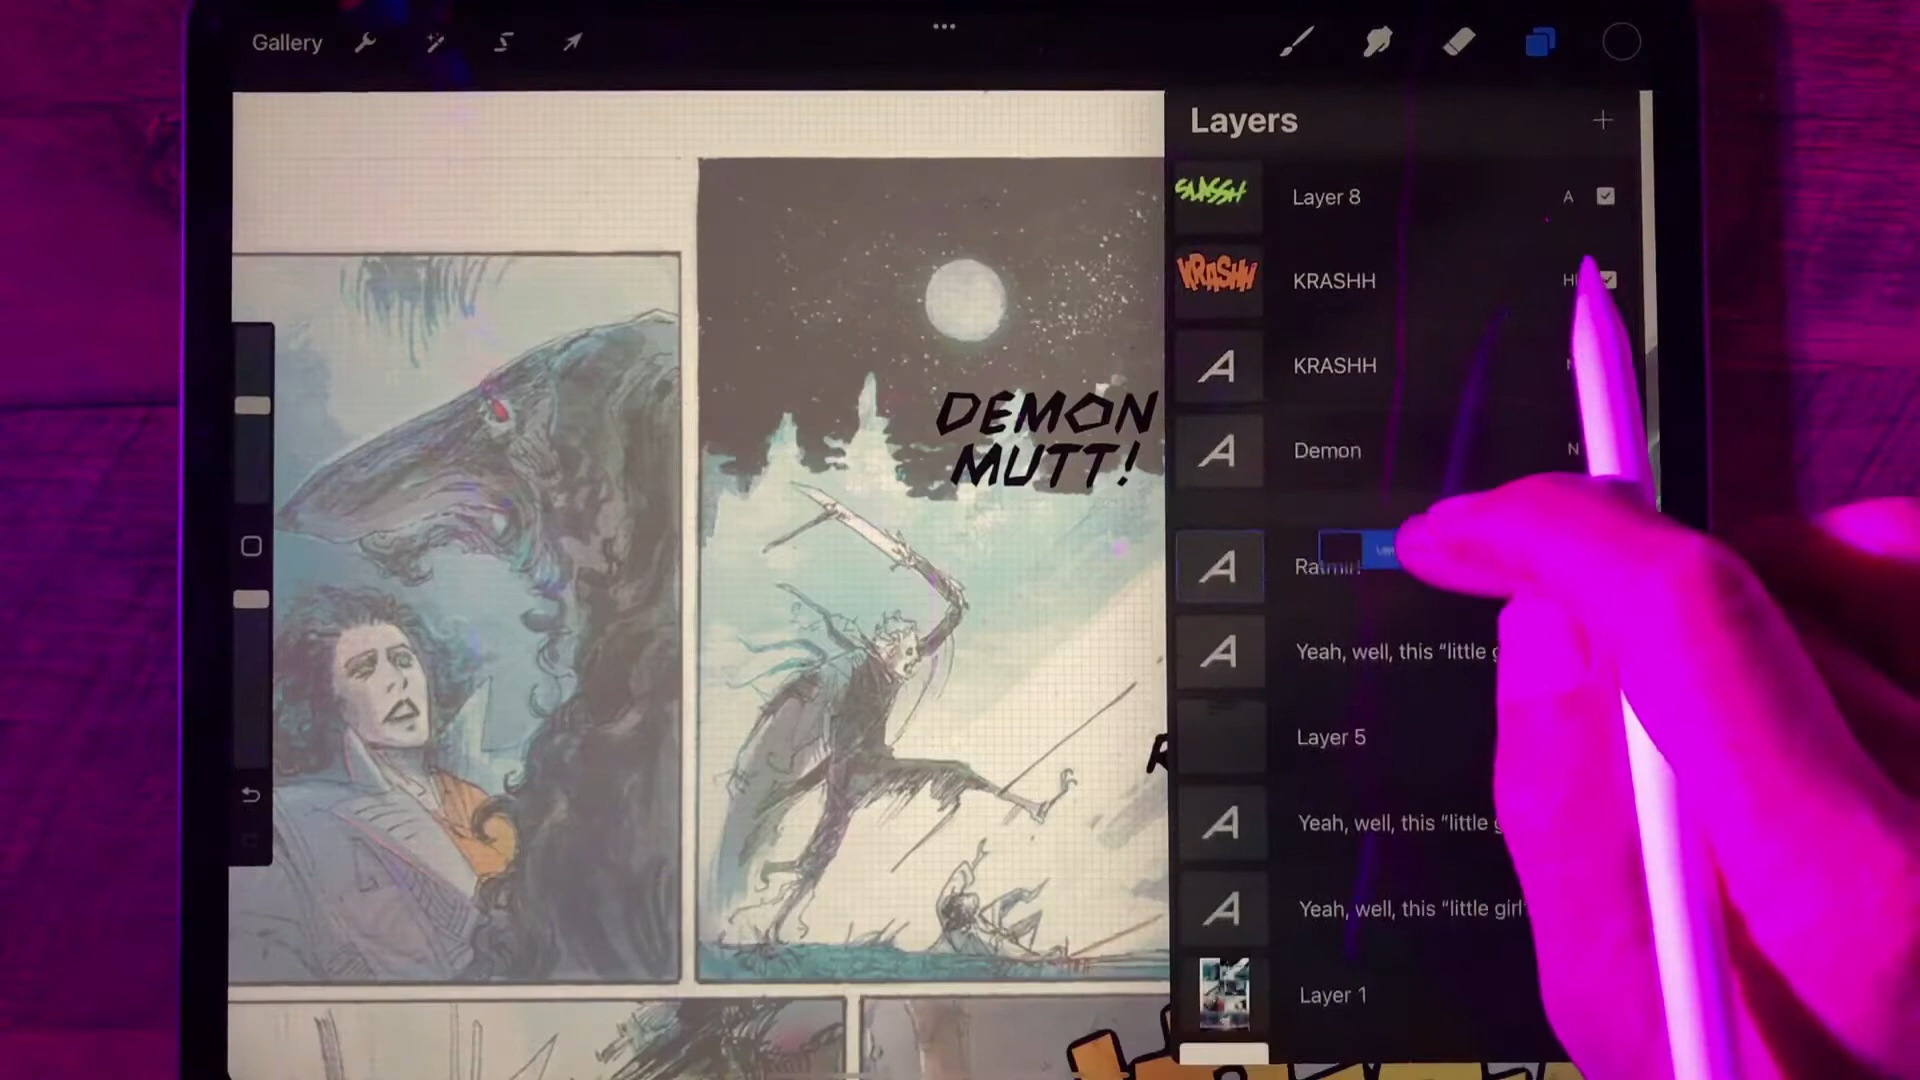 Gallery
Layers
SLASSH
Layer 8
A
KRASHH
KRASHH
KRASHH
DEMON
MUTT!
Demon
N
Yeah, well, this “little
Layer 5
R
Yeah, well, this “little
Yeah, well, this “little girl
Layer 1